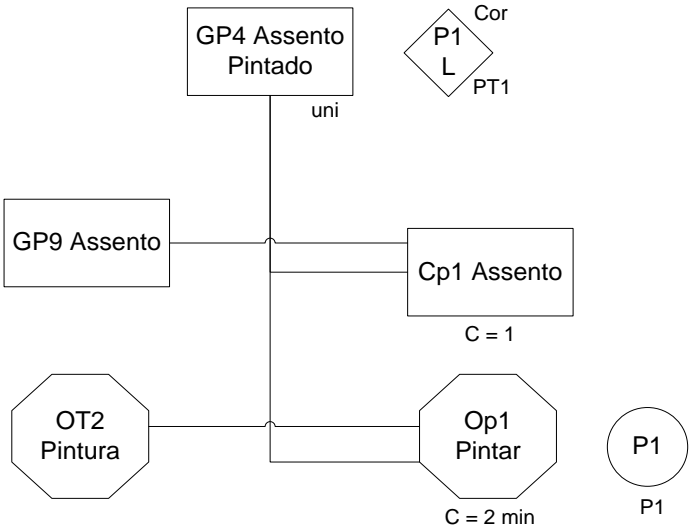 GP4 Assento
Pintado
uni
Cor
P1
L
PT1
GP9 Assento
Cp1 Assento
C = 1
OT2
Pintura
Op1
Pintar
C = 2 min
P1
P1